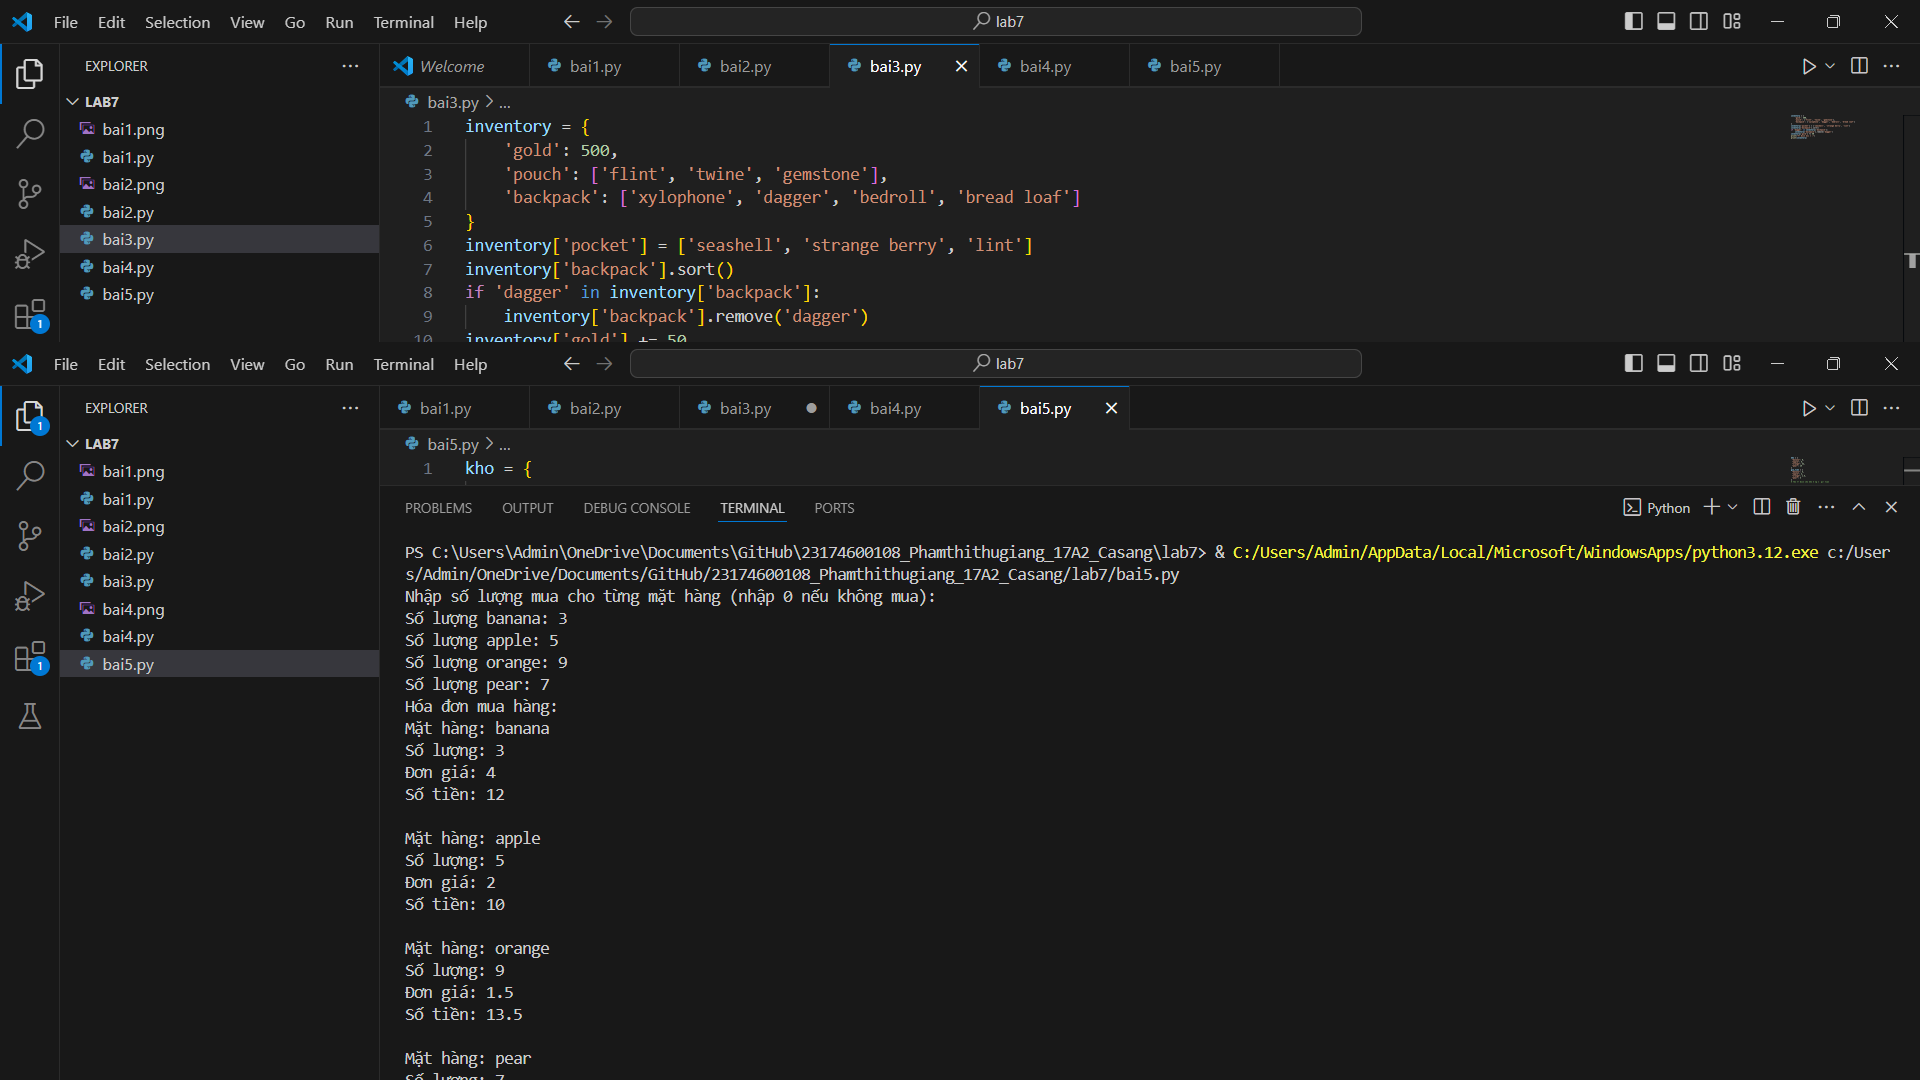 File Edit Selection View Go Run Terminal Help
lab7
EXPLORER
LAB7
bai1.png
bai1.py
bai2.png
bai2.py
bai3.py
bai4.py
bai5.py
1
Welcome bai1.py bai2.py bai3.py bai4.py bai5.py
bai3.py > ...
1 inventory = {
2 'gold': 500,
3 'pouch': ['flint', 'twine', 'gemstone'],
4 'backpack': ['xylophone', 'dagger', 'bedroll', 'bread loaf']
5 }
6 inventory['pocket'] = ['seashell', 'strange berry', 'lint']
7 inventory['backpack'].sort()
8 if 'dagger' in inventory['backpack']:
9 inventory['backpack'].remove('dagger')
10 inventory['gold'] += 50
File Edit Selection View Go Run Terminal Help
lab7
1
EXPLORER
LAB7
bai1.png
bai1.py
bai2.png
bai2.py
bai3.py
bai4.png
bai4.py
bai5.py
1
bai1.py bai2.py bai3.py bai4.py bai5.py
bai5.py > ...
1 kho = {
PROBLEMS OUTPUT DEBUG CONSOLE TERMINAL PORTS
Python
PS C:\Users\Admin\OneDrive\Documents\GitHub\23174600108_Phamthithugiang_17A2_Casang\lab7> & C:/Users/Admin/AppData/Local/Microsoft/WindowsApps/python3.12.exe c:/User
s/Admin/OneDrive/Documents/GitHub/23174600108_Phamthithugiang_17A2_Casang/lab7/bai5.py
Nhập số lượng mua cho từng mặt hàng (nhập 0 nếu không mua):
Số lượng banana: 3
Số lượng apple: 5
Số lượng orange: 9
Số lượng pear: 7
Hóa đơn mua hàng:
Mặt hàng: banana
Số lượng: 3
Đơn giá: 4
Số tiền: 12
Mặt hàng: apple
Số lượng: 5
Đơn giá: 2
Số tiền: 10
Mặt hàng: orange
Số lượng: 9
Đơn giá: 1.5
Số tiền: 13.5
Mặt hàng: pear
Số lượng: 7